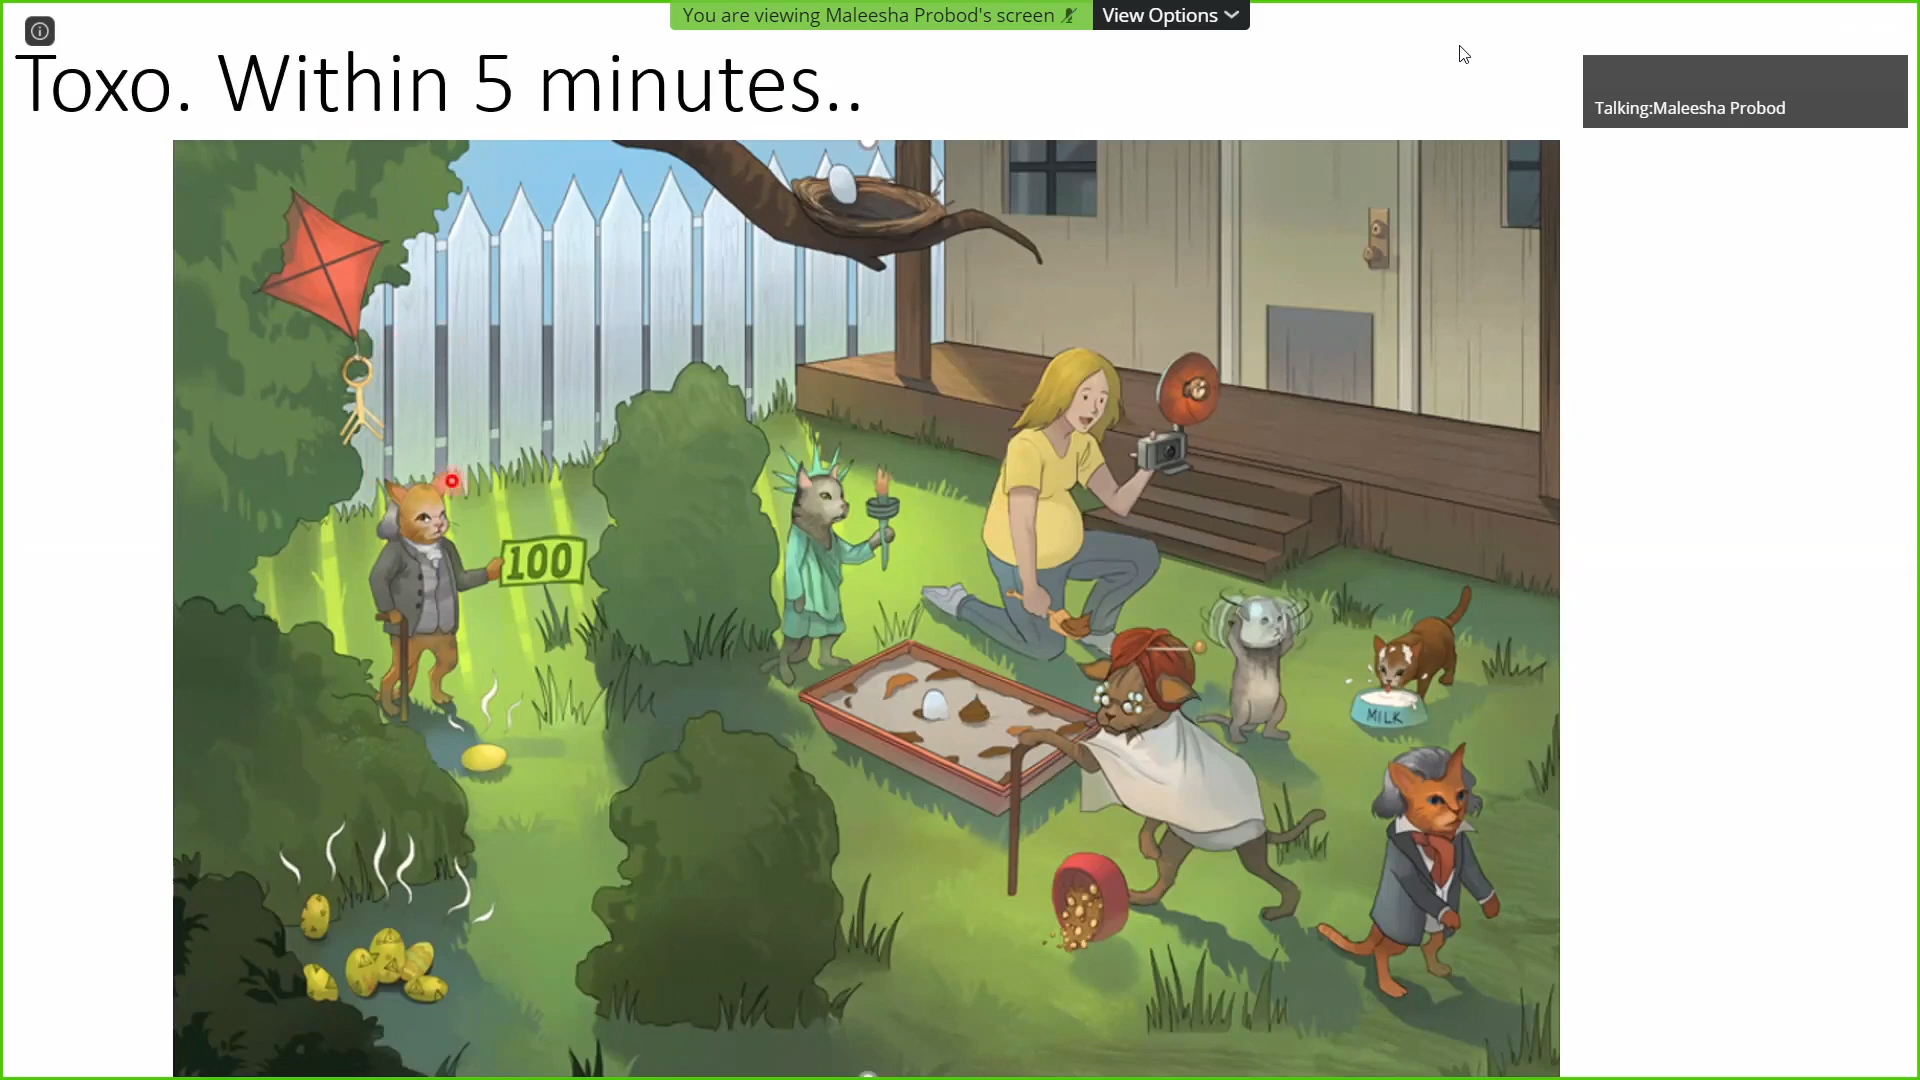 You are viewing Maleesha Probod's screen
View Options
Toxo. Within 5 minutes..
Talking:Maleesha Probod
100
MILK